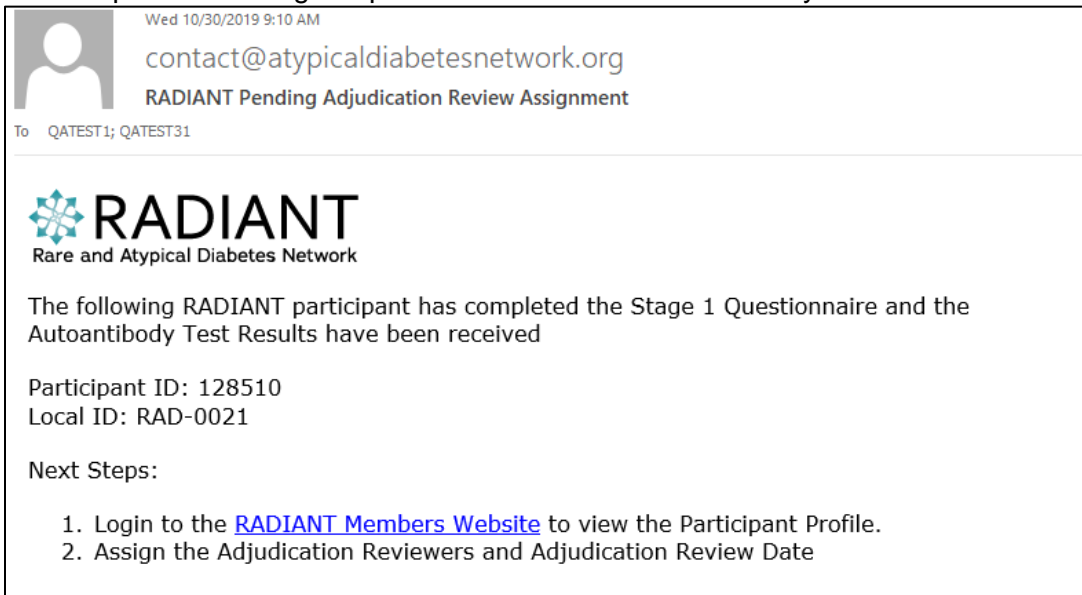 Wed 10/30/2019 9:10 AM
contact@atypicaldiabetesnetwork.org
RADIANT Pending Adjudication Review Assignment
To QATEST1; QATEST31
RADIANT
Rare and Atypical Diabetes Network
The following RADIANT participant has completed the Stage 1 Questionnaire and the
Autoantibody Test Results have been received
Participant ID: 128510
Local ID: RAD-0021
Next Steps:
1. Login to the RADIANT Members Website to view the Participant Profile.
2. Assign the Adjudication Reviewers and Adjudication Review Date